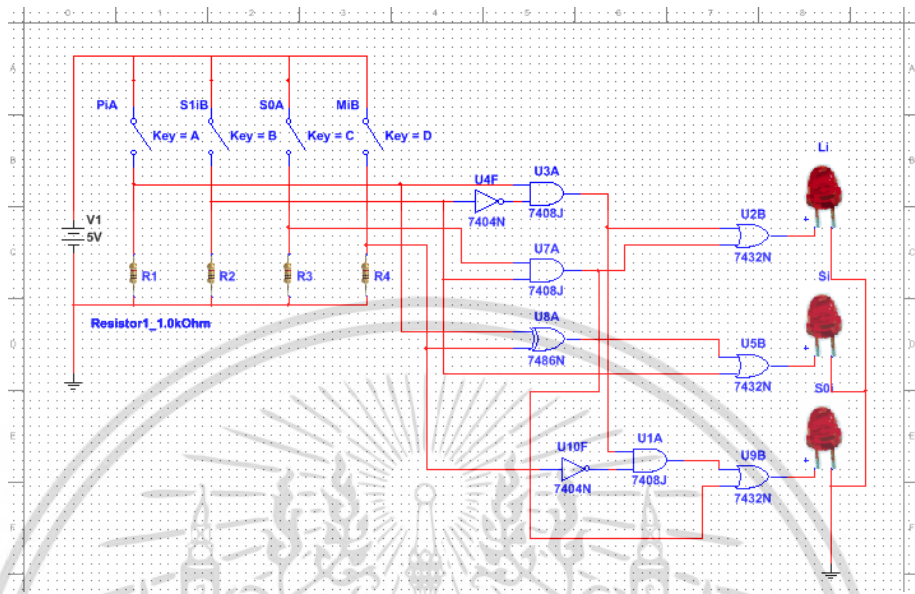 1 2 3 4 5 6 7 8
A A
PiA S1iB S0A MiB
Key = A Key = B Key = C Key = D
B B
Li
U4F U3A
7404N 7408J
V1
5V
U2B
7432N
C C
U7A
7408J
R1 R2 R3 R4
Si
Resistor1_1.0kOhm
U8A
7486N
D D
U5B
7432N
S0i
E E
U10F U1A
7404N 7408J
U9B
7432N
F F